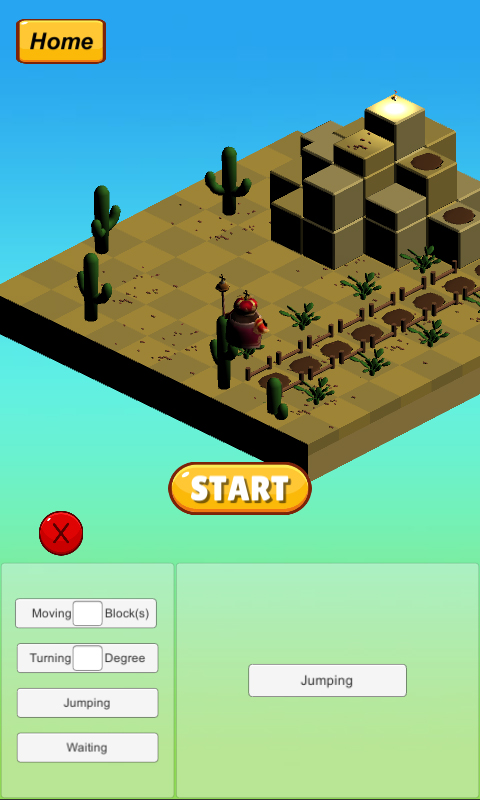 Home
START
X
Moving Block(s)
Turning Degree
Jumping
Waiting
Jumping